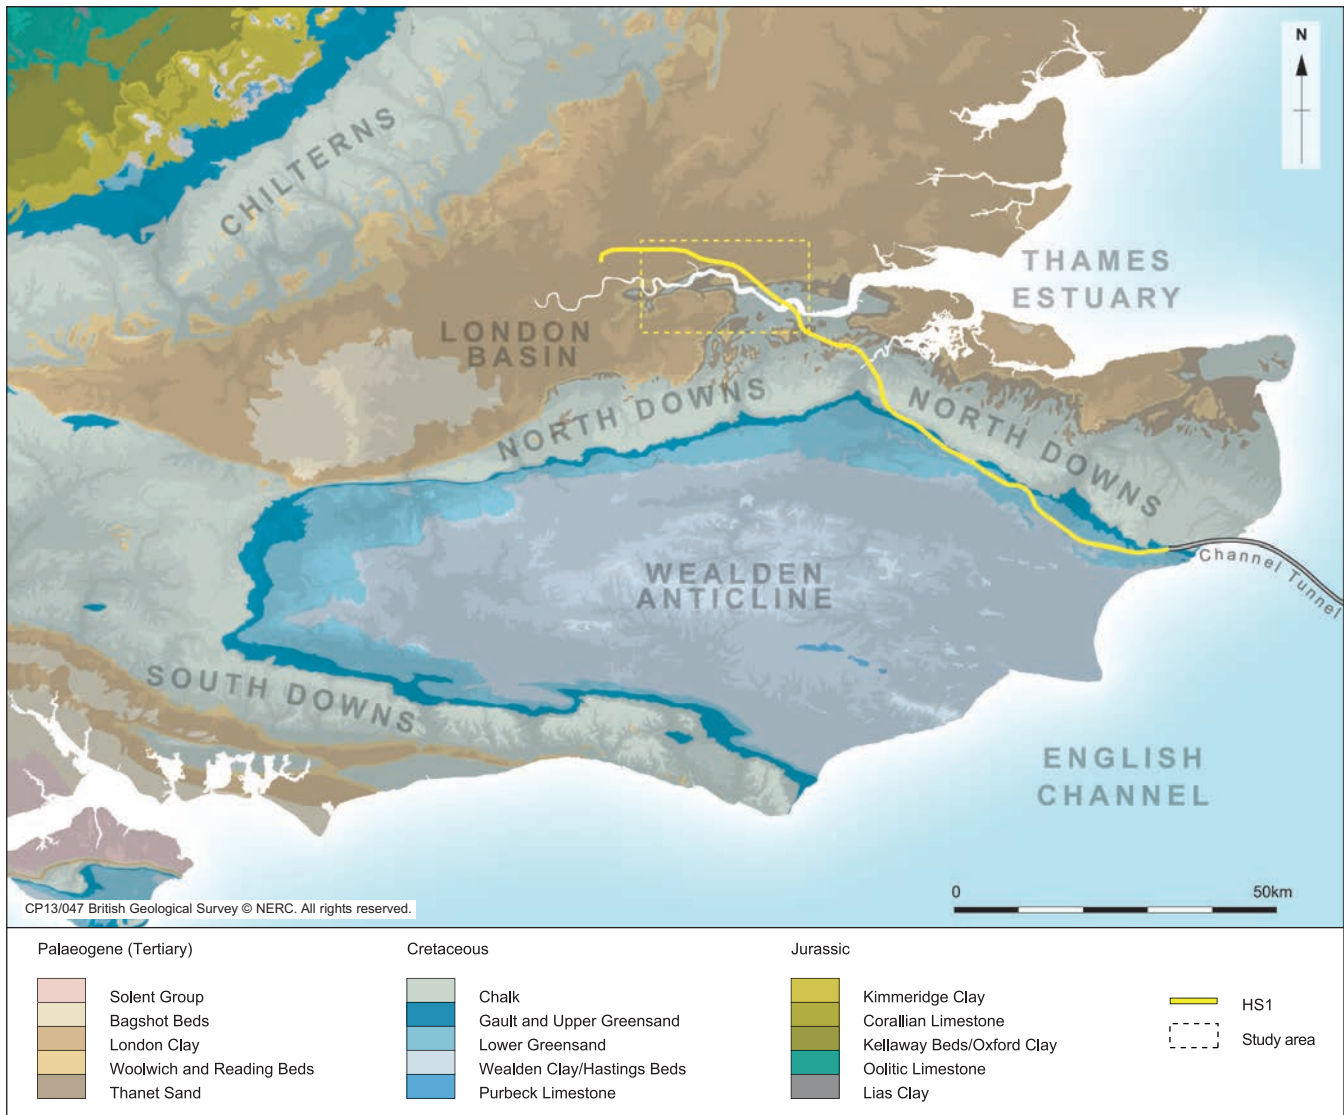 N
CHILTERNS
THAMES
ESTUARY
LONDON
BASIN
NORTH DOWNS
NORTH DOWNS
WEALDEN
ANTICLINE
Channel Tunnel
SOUTH DOWNS
ENGLISH
CHANNEL
0 50km
CP13/047 British Geological Survey © NERC. All rights reserved.
Palaeogene (Tertiary)
Solent Group
Bagshot Beds
London Clay
Woolwich and Reading Beds
Thanet Sand
Cretaceous
Chalk
Gault and Upper Greensand
Lower Greensand
Wealden Clay/Hastings Beds
Purbeck Limestone
Jurassic
Kimmeridge Clay
Corallian Limestone
Kellaway Beds/Oxford Clay
Oolitic Limestone
Lias Clay
HS1
Study area